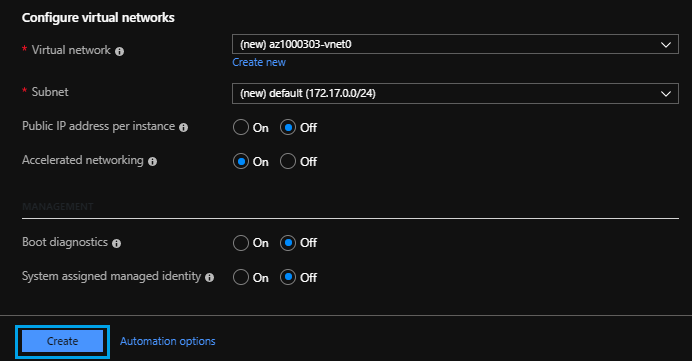 Configure virtual networks
* Virtual network
(new) az1000303-vnet0
Create new
* Subnet
(new) default (172.17.0.0/24)
Public IP address per instance
On Off
Accelerated networking
On Off
MANAGEMENT
Boot diagnostics
On Off
System assigned managed identity
On Off
Create
Automation options